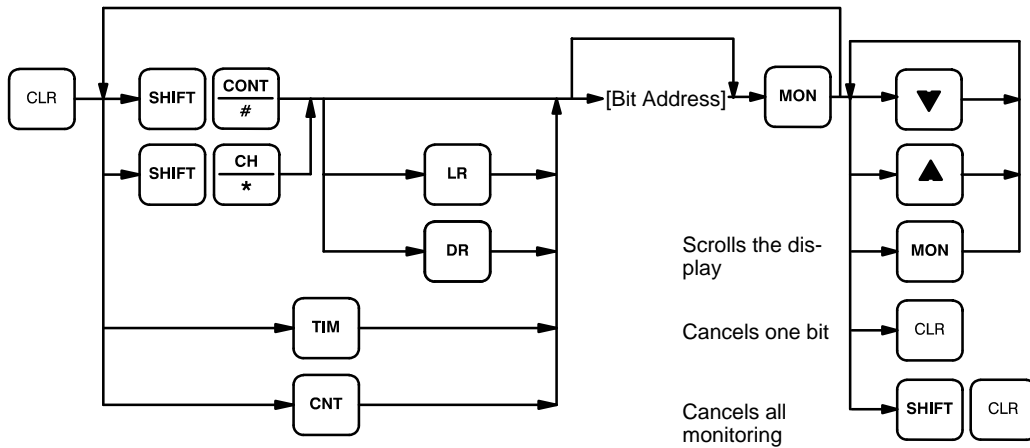 CLR
SHIFT
CONT
#
[Bit Address]
MON
SHIFT
CH
*
LR
DR
Scrolls the dis-
play
MON
TIM
Cancels one bit
CLR
CNT
Cancels all
monitoring
SHIFT
CLR